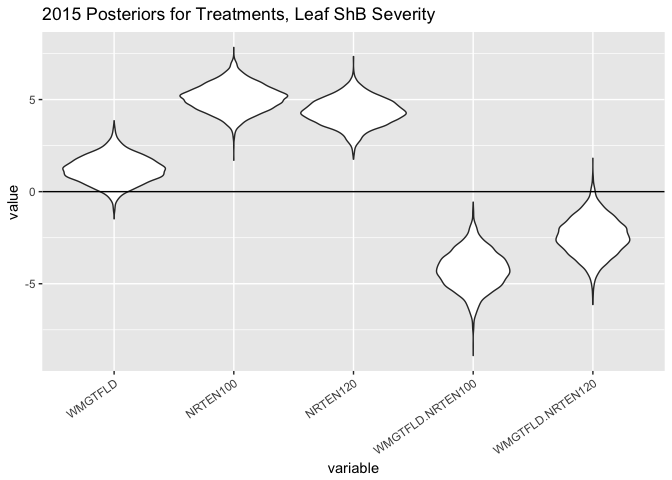 2015 Posteriors for Treatments, Leaf ShB Severity
value
5
0
-5
WMGTFLD
NRTEN100
NRTEN120
WMGTFLD.NRTEN100
WMGTFLD.NRTEN120
variable